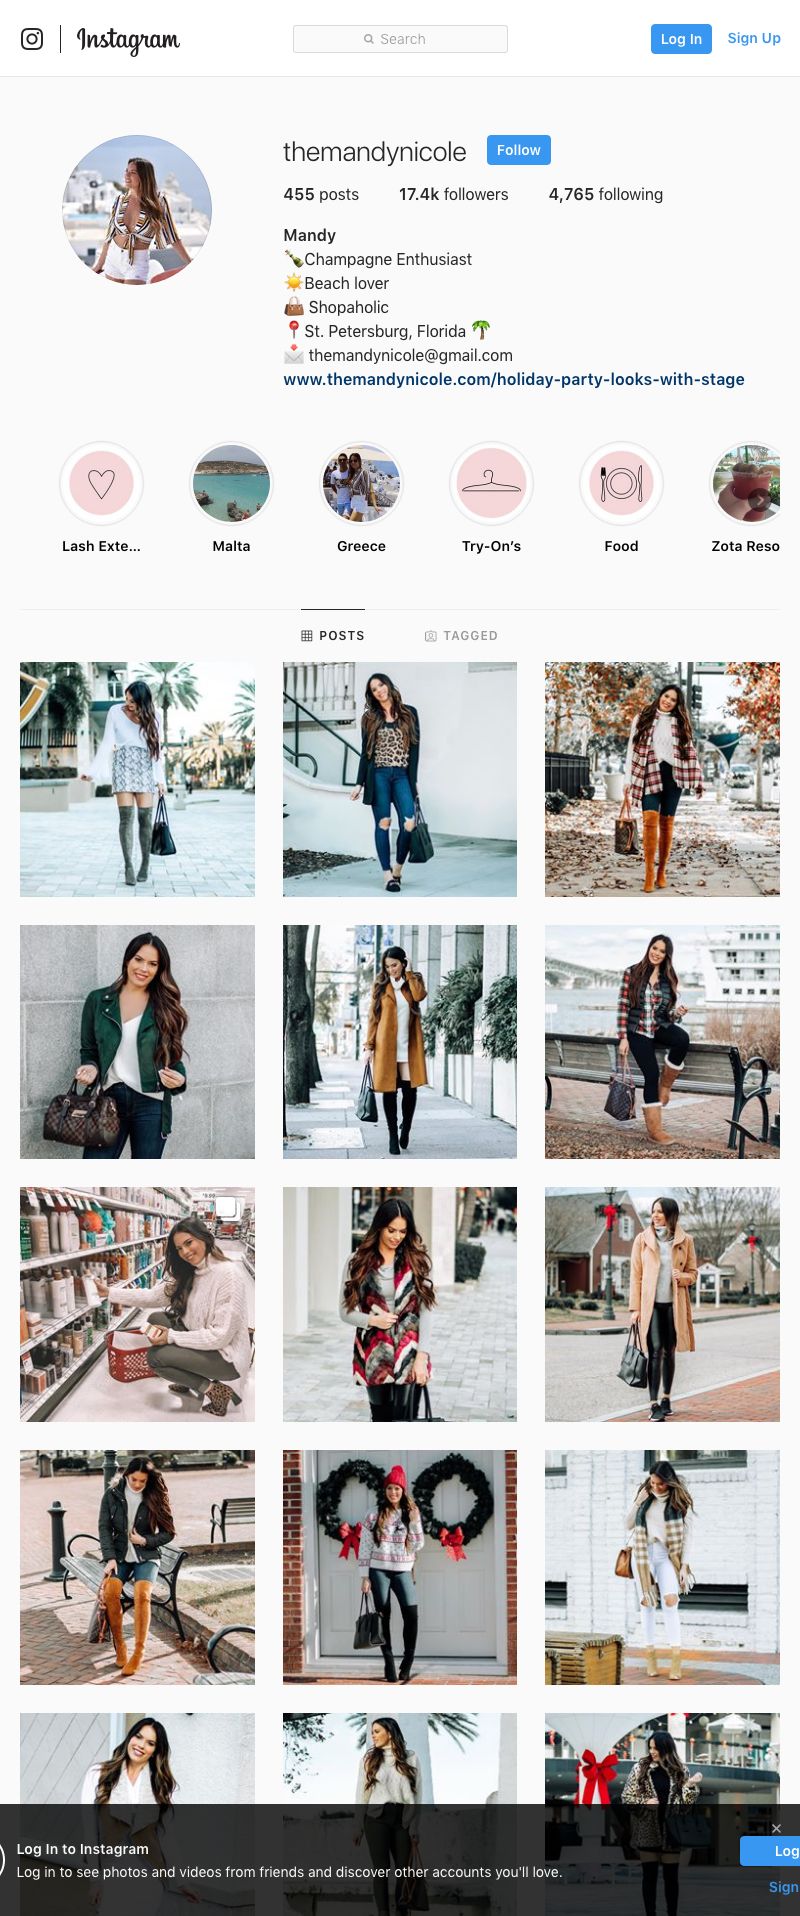 Instagram
Search
Log In
Sign Up
themandynicole
Follow
455 posts
17.4k followers
4,765 following
Mandy
🍾Champagne Enthusiast
☀️Beach lover
👜 Shopaholic
📍St. Petersburg, Florida 🌴
📩 themandynicole@gmail.com
www.themandynicole.com/holiday-party-looks-with-stage
Lash Exte...
Malta
Greece
Try-On's
Food
Zota Reso
POSTS
TAGGED
Log In to Instagram
Log in to see photos and videos from friends and discover other accounts you'll love.
Log
Sign